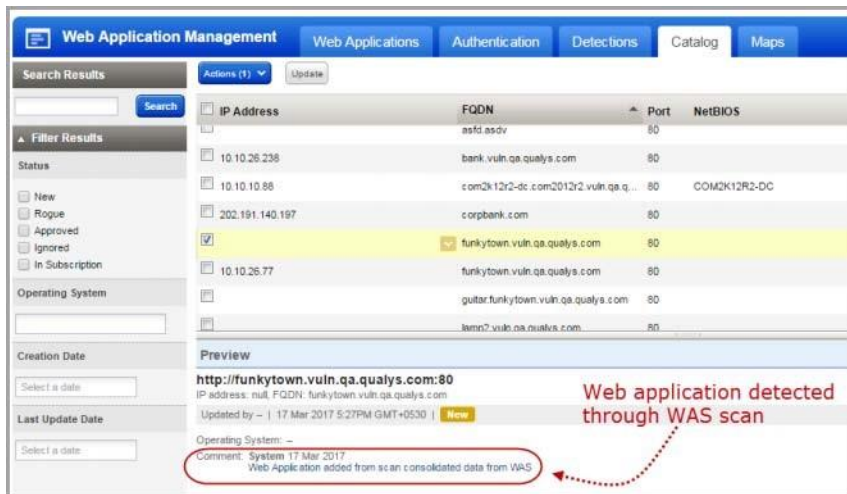 Web Application Management
Web Applications
Authentication
Detections
Catalog
Maps
Search Results
Search
Filter Results
Status
New
Rogue
Approved
Ignored
In Subscription
Operating System
Creation Date
Select a date
Last Update Date
Select a date
Actions (1)
Update
IP Address FQDN Port NetBIOS
asfd.asdv 80
10.10.26.238 bank.vuln.qa.qualys.com 80
10.10.10.88 com2k12r2-dc.com2012r2.vuln.qa.q... 80 COM2K12R2-DC
202.191.140.197 corpbank.com 80
funkytown.vuln.qa.qualys.com 80
10.10.26.77 funkytown.vuln.qa.qualys.com 80
guitar.funkytown.vuln.qa.qualys.com 80
lamp2.vuln.qa.qualys.com 80
Preview
http://funkytown.vuln.qa.qualys.com:80
IP address: null, FQDN: funkytown.vuln.qa.qualys.com
Updated by – | 17 Mar 2017 5:27PM GMT+0530 | New
Operating System: –
Comment: System 17 Mar 2017
Web Application added from scan consolidated data from WAS
Web application detected
through WAS scan